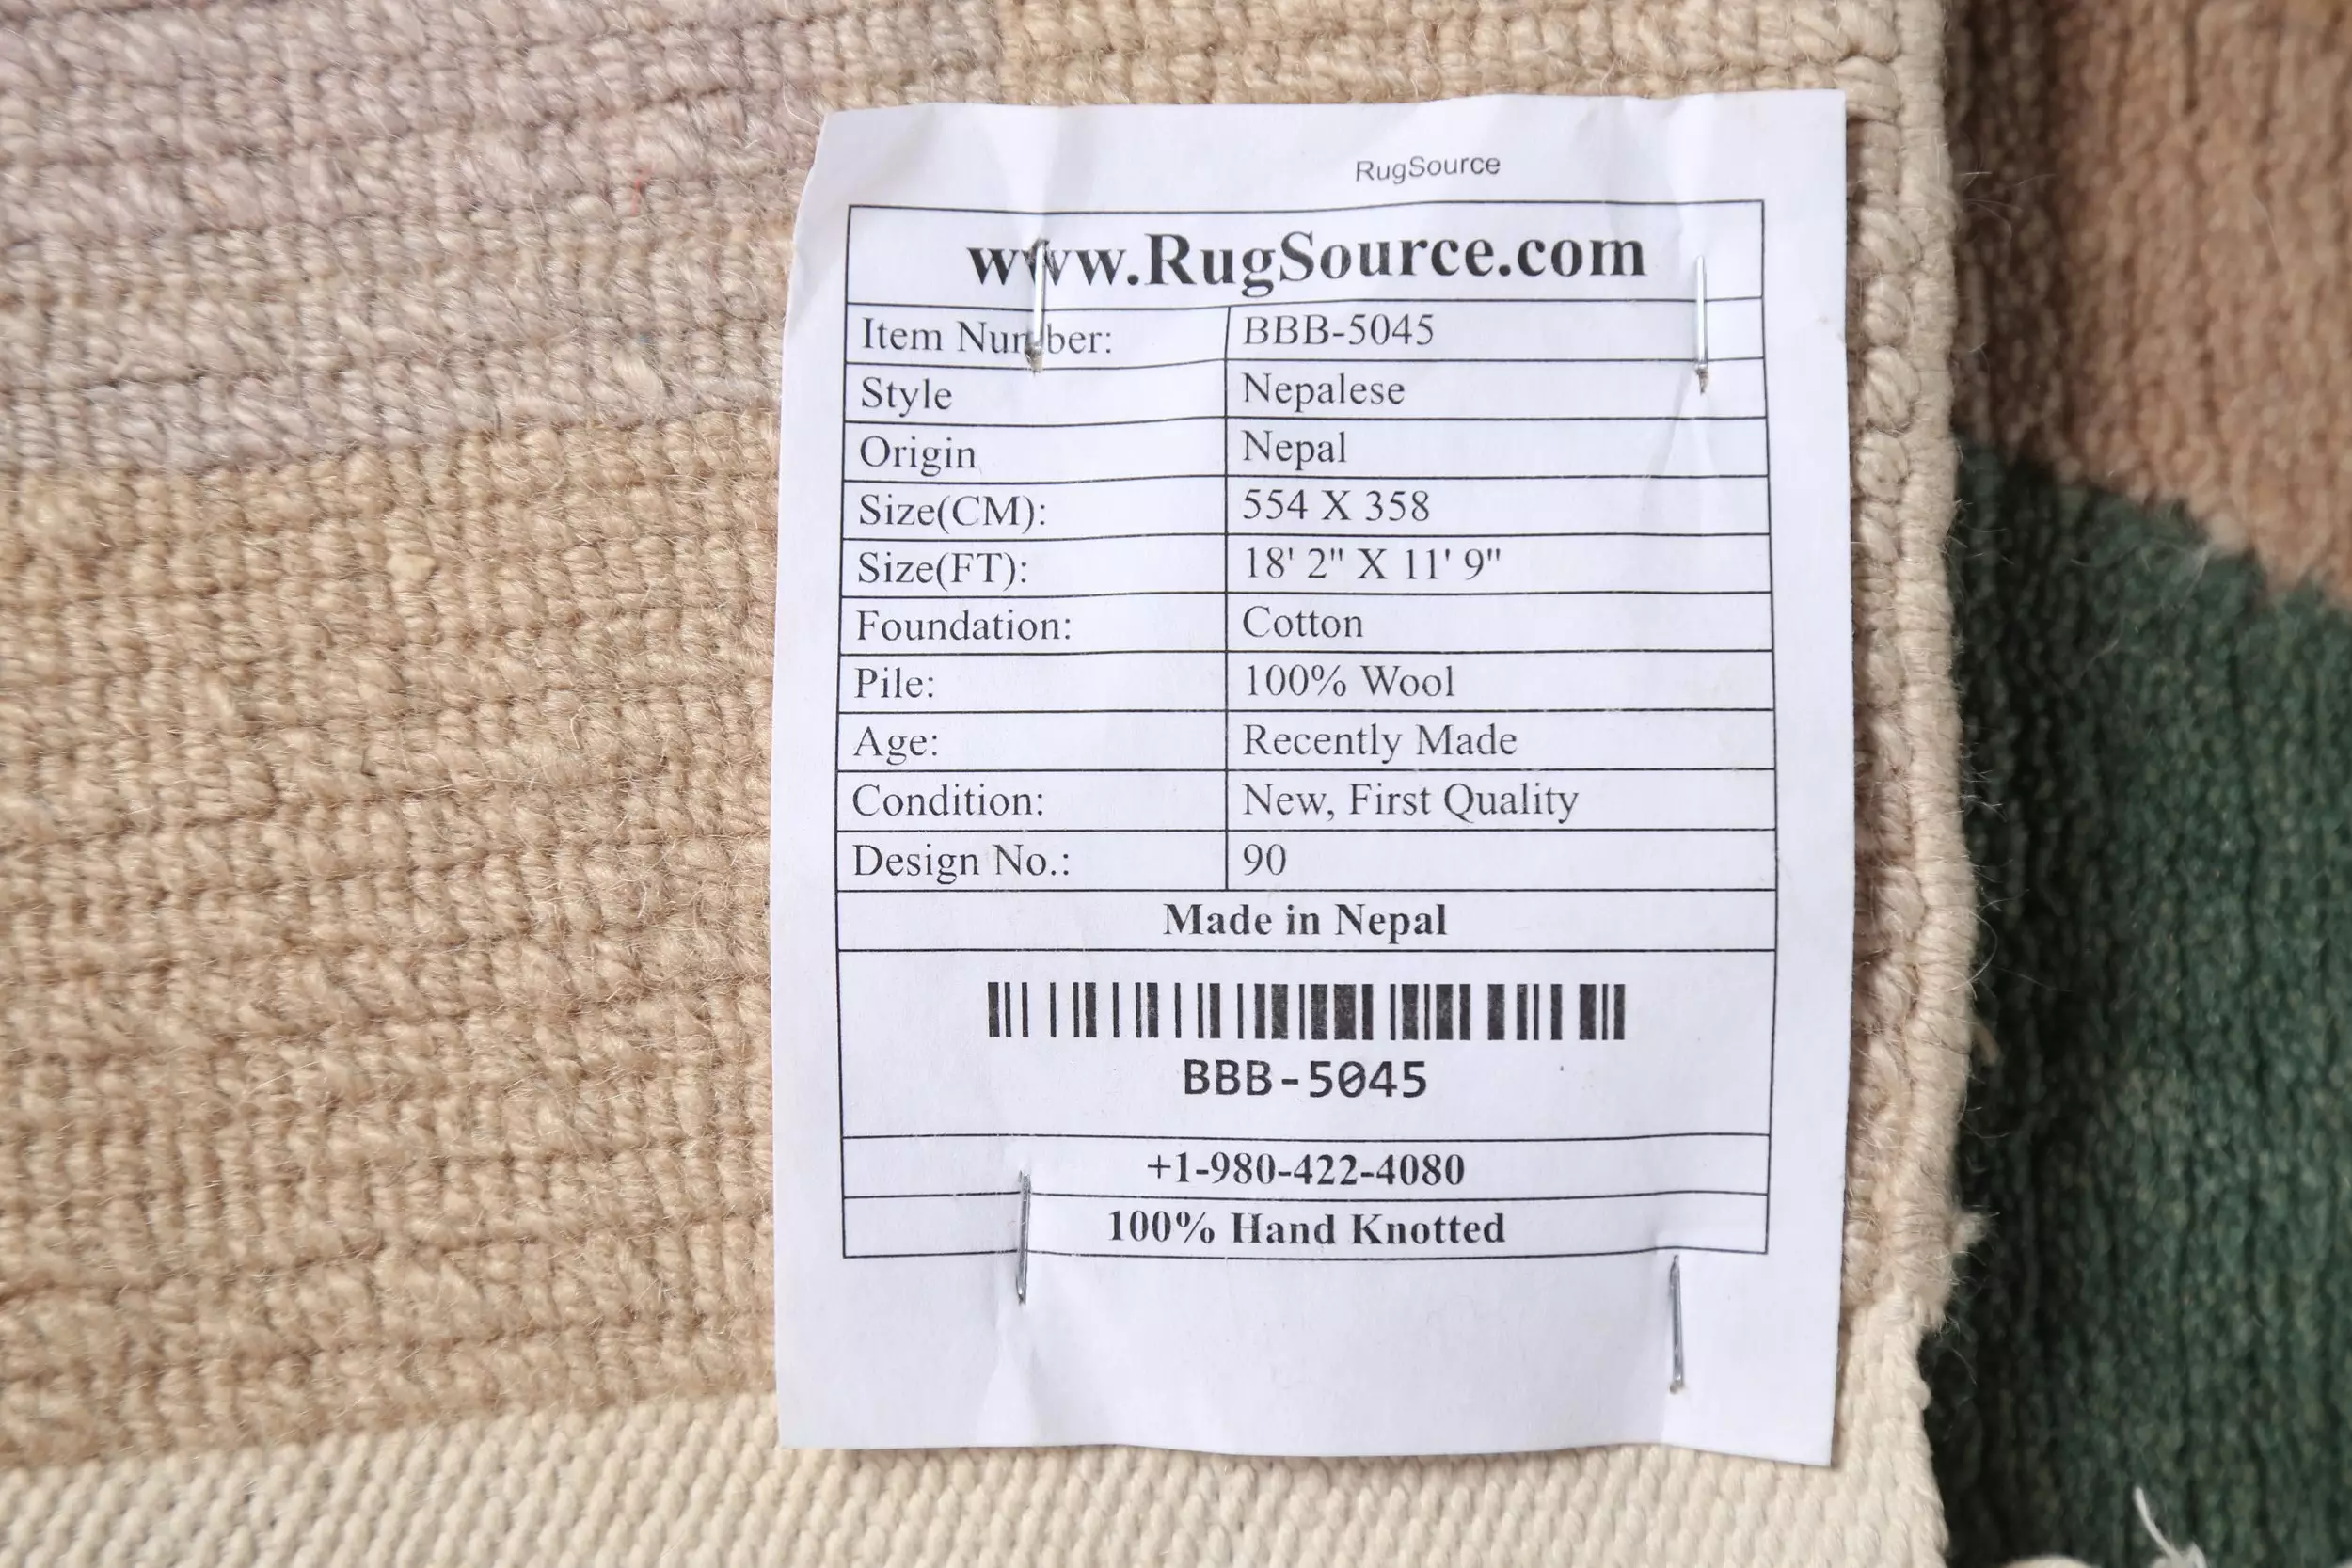 RugSource
www.RugSource.com
Item Number: BBB-5045
Style Nepalese
Origin Nepal
Size(CM): 554 X 358
Size(FT): 18' 2" X 11' 9"
Foundation: Cotton
Pile: 100% Wool
Age: Recently Made
Condition: New, First Quality
Design No.: 90
Made in Nepal
BBB-5045
+1-980-422-4080
100% Hand Knotted